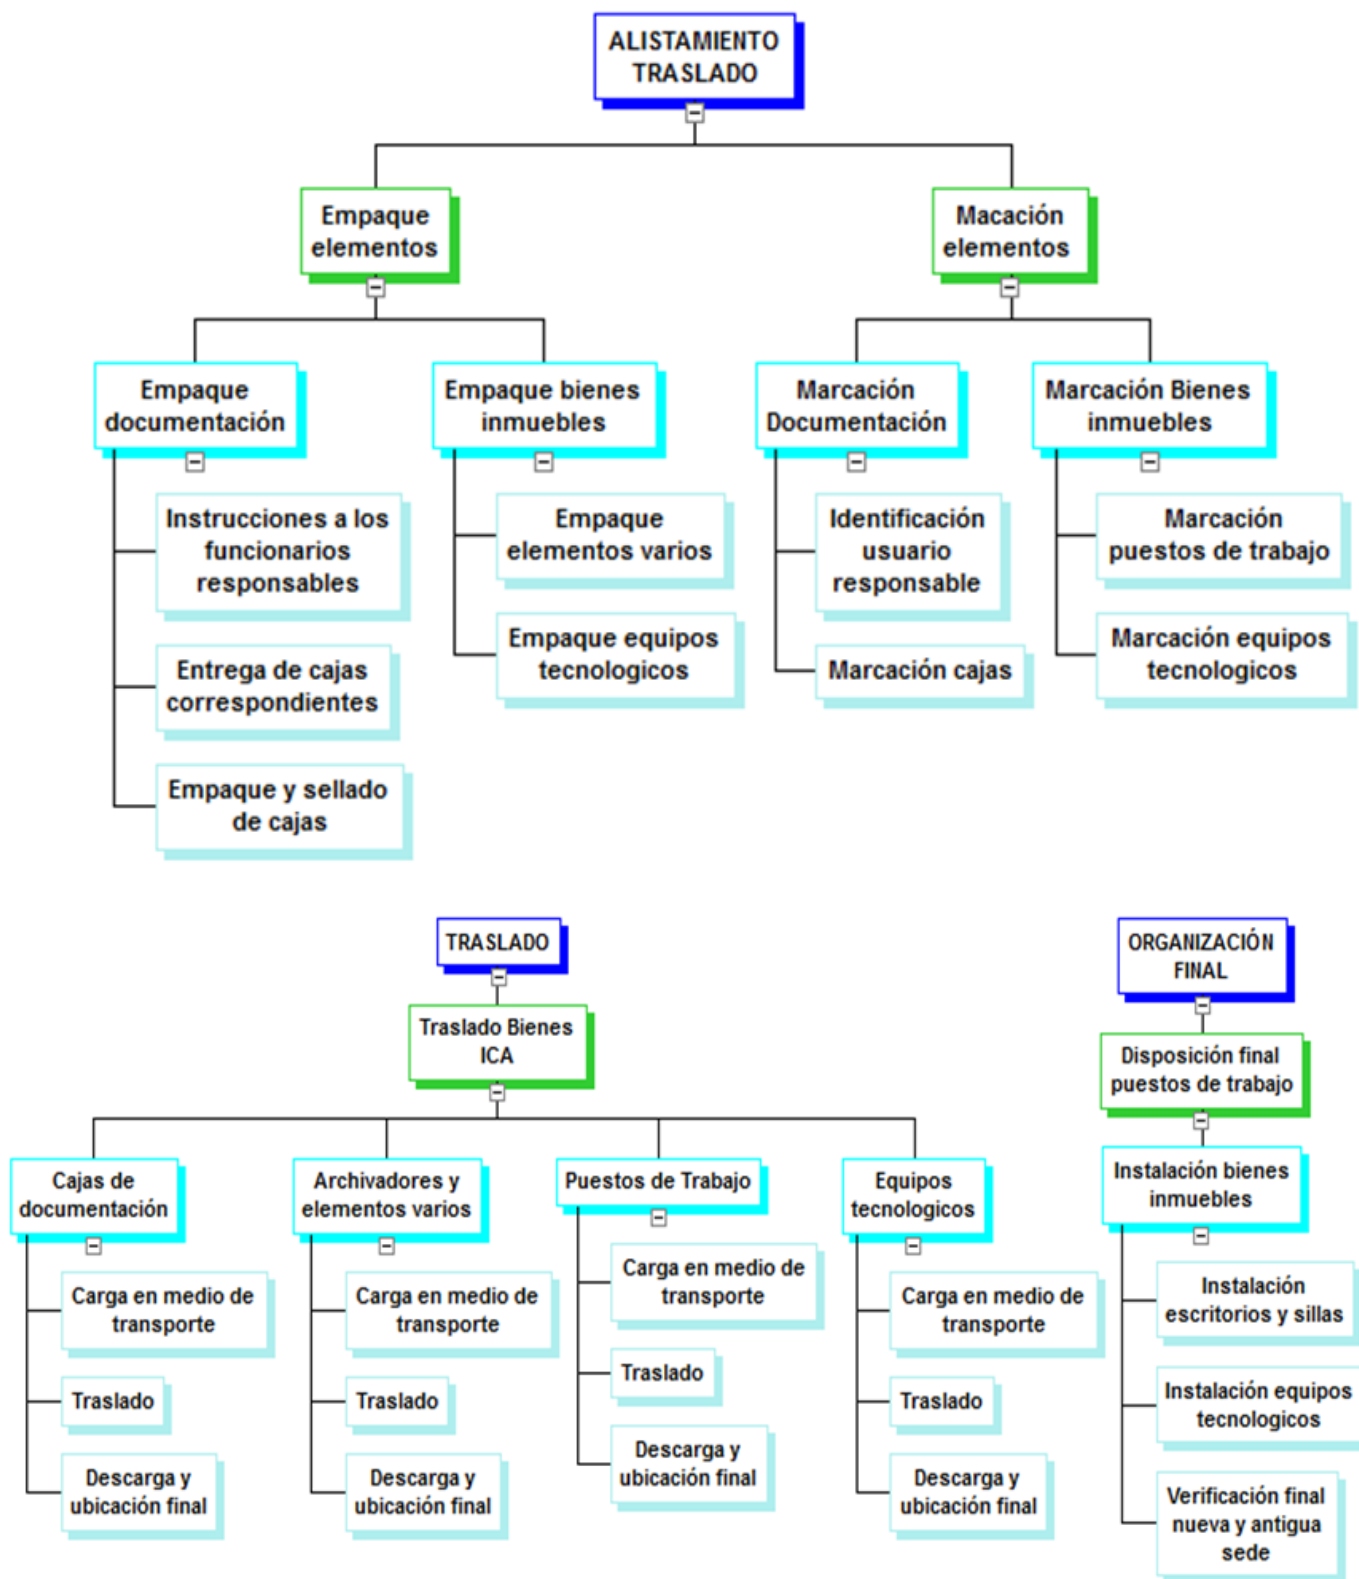 ALISTAMIENTO
TRASLADO
Empaque
elementos
Macación
elementos
Empaque
documentación
Empaque bienes
inmuebles
Marcación
Documentación
Marcación Bienes
inmuebles
Instrucciones a los
funcionarios
responsables
Entrega de cajas
correspondientes
Empaque y sellado
de cajas
Empaque
elementos varios
Empaque equipos
tecnologicos
Identificación
usuario
responsable
Marcación cajas
Marcación
puestos de trabajo
Marcación equipos
tecnologicos
TRASLADO
Traslado Bienes
ICA
Cajas de
documentación
Carga en medio de
transporte
Traslado
Descarga y
ubicación final
Archivadores y
elementos varios
Carga en medio de
transporte
Traslado
Descarga y
ubicación final
Puestos de Trabajo
Carga en medio de
transporte
Traslado
Descarga y
ubicación final
Equipos
tecnologicos
Carga en medio de
transporte
Traslado
Descarga y
ubicación final
ORGANIZACIÓN
FINAL
Disposición final
puestos de trabajo
Instalación bienes
inmuebles
Instalación
escritorios y sillas
Instalación equipos
tecnologicos
Verificación final
nueva y antigua
sede